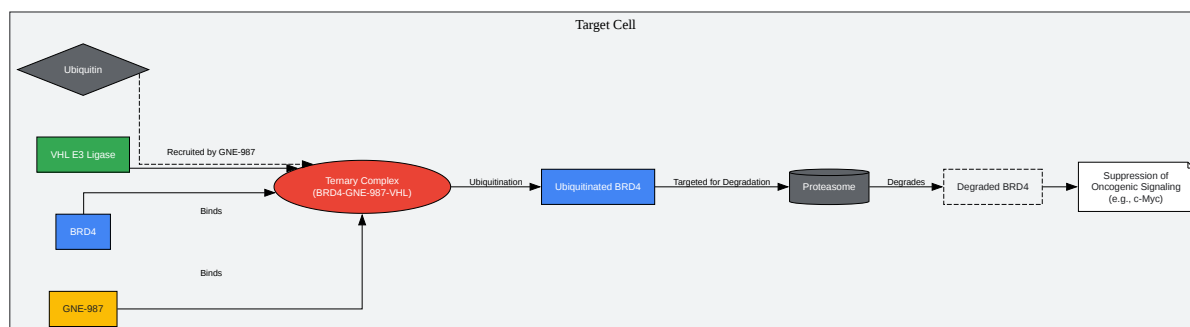 Target Cell
Ubiquitin
VHL E3 Ligase
Recruited by GNE-987
Ternary Complex
(BRD4-GNE-987-VHL)
Ubiquitination
Ubiquitinated BRD4
Targeted for Degradation
Proteasome
Degrades
Degraded BRD4
Suppression of
Oncogenic Signaling
(e.g., c-Myc)
Binds
BRD4
Binds
GNE-987